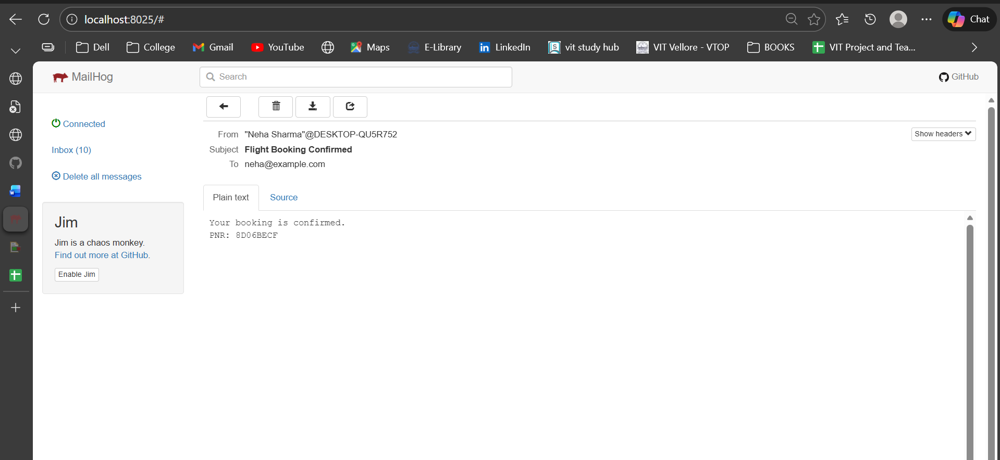 localhost:8025/#
Chat
Dell
College
Gmail
YouTube
Maps
E-Library
LinkedIn
vit study hub
VIT Vellore - VTOP
BOOKS
VIT Project and Tea...
MailHog
Search
GitHub
Connected
Inbox (10)
Delete all messages
Jim
Jim is a chaos monkey.
Find out more at GitHub.
Enable Jim
From "Neha Sharma"@DESKTOP-QU5R752
Show headers
Subject Flight Booking Confirmed
To neha@example.com
Plain text
Source
Your booking is confirmed.
PNR: 8D06BECF